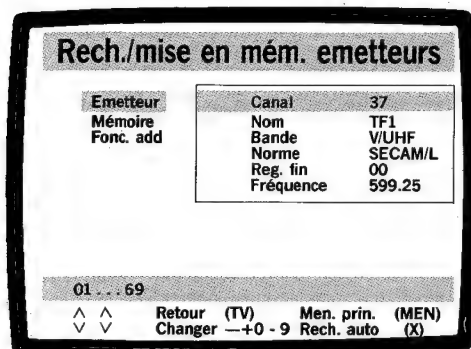 Rech./mise en mém. emetteurs
Emetteur Canal 37
Mémoire Nom TF1
Fonc. add Bande V/UHF
Norme SECAM/L
Reg. fin 00
Fréquence 599.25
01...69
Retour (TV) Men. prin. (MEN)
Changer —+0 - 9 Rech. auto (X)